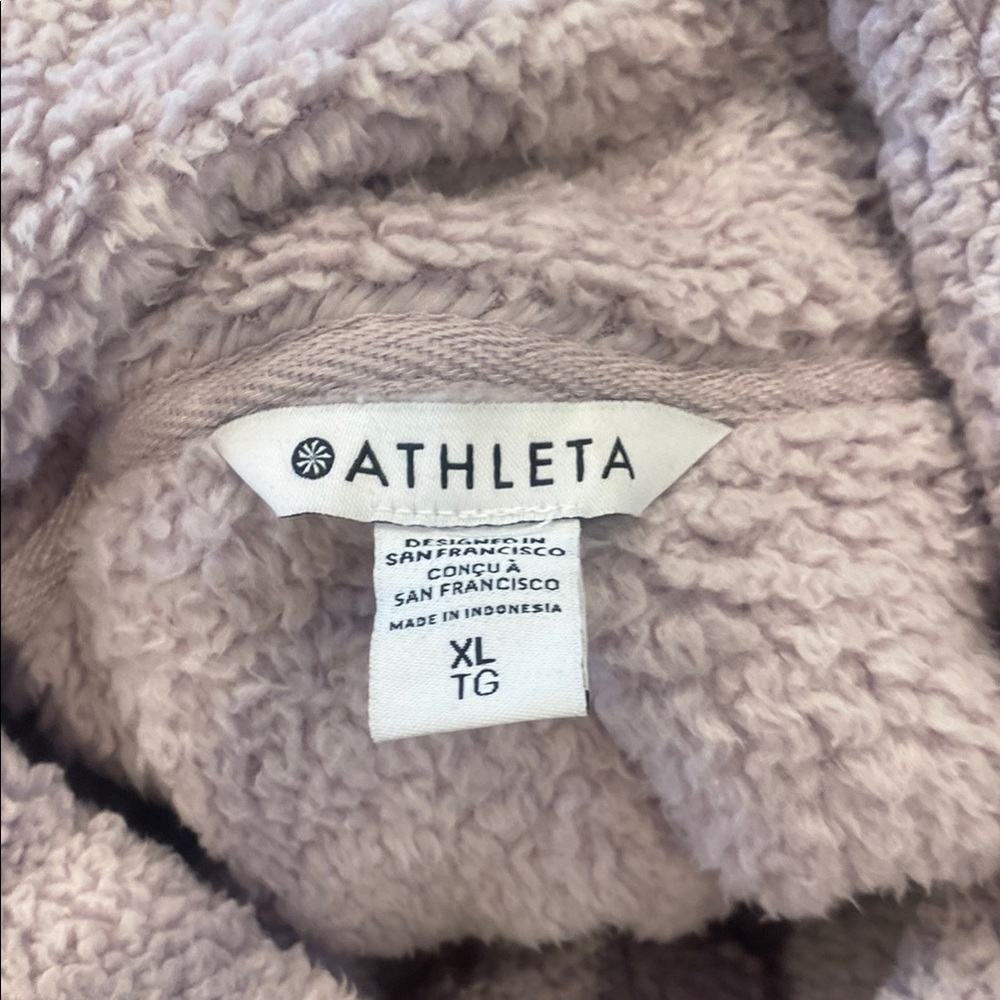 ATHLETA
DESIGNED IN
SAN FRANCISCO
CONÇU À
SAN FRANCISCO
MADE IN INDONESIA
XL
TG